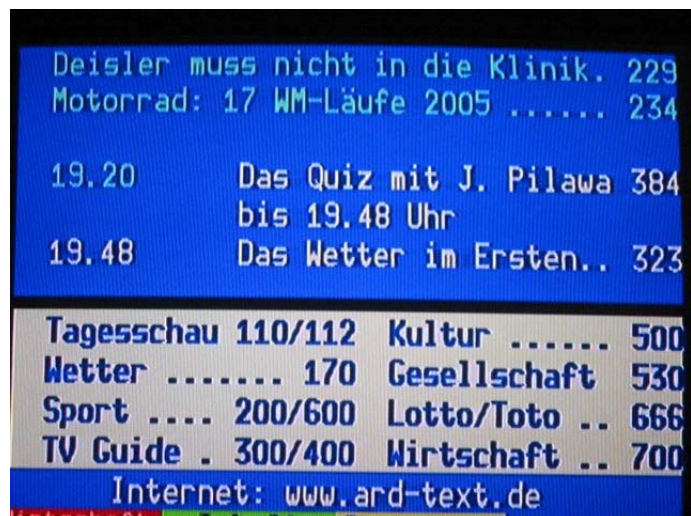 Deisler muss nicht in die Klinik. 229
Motorrad: 17 WM-Läufe 2005 ...... 234
19.20 Das Quiz mit J. Pilawa 384
bis 19.48 Uhr
19.48 Das Wetter im Ersten.. 323
Tagesschau 110/112 Kultur ...... 500
Wetter ....... 170 Gesellschaft 530
Sport .... 200/600 Lotto/Toto .. 666
TV Guide . 300/400 Wirtschaft .. 700
Internet: www.ard-text.de